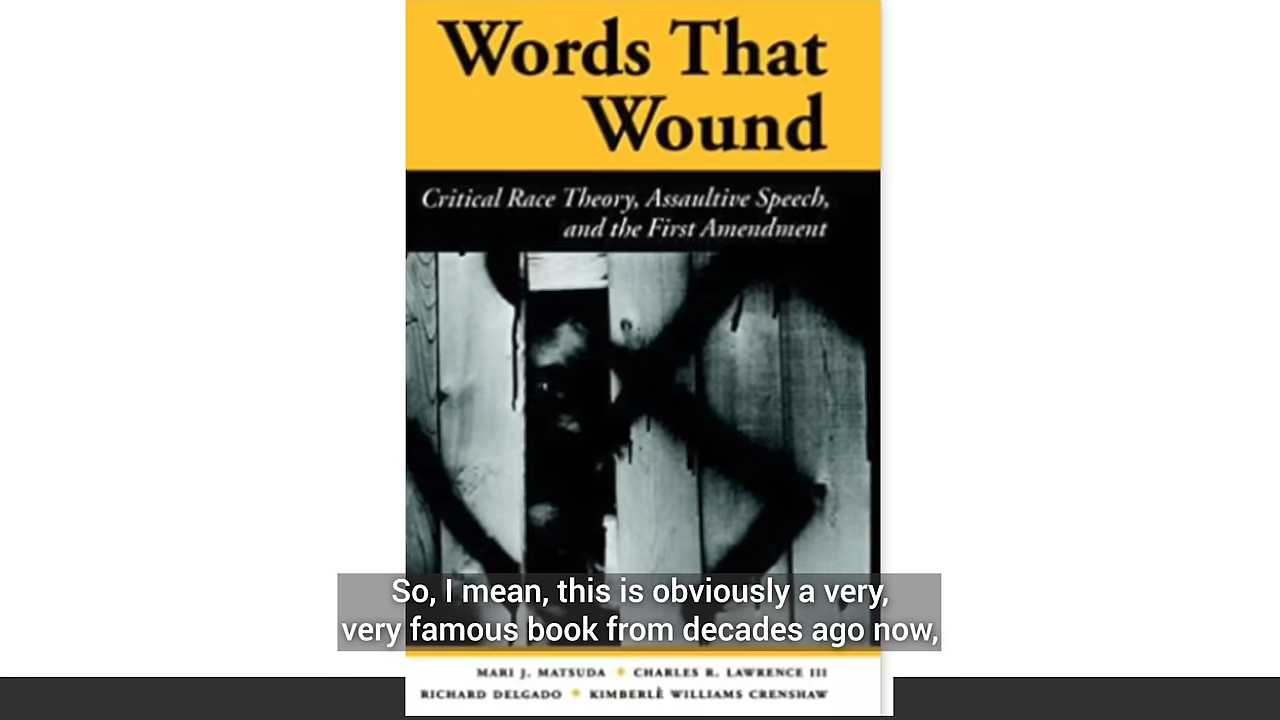 Words That
Wound
Critical Race Theory, Assaultive Speech,
and the First Amendment
So, I mean, this is obviously a very,
very famous book from decades ago now,
MARI J. MATSUDA ✦ CHARLES R. LAWRENCE III
RICHARD DELGADO ✦ KIMBERLÈ WILLIAMS CRENSHAW